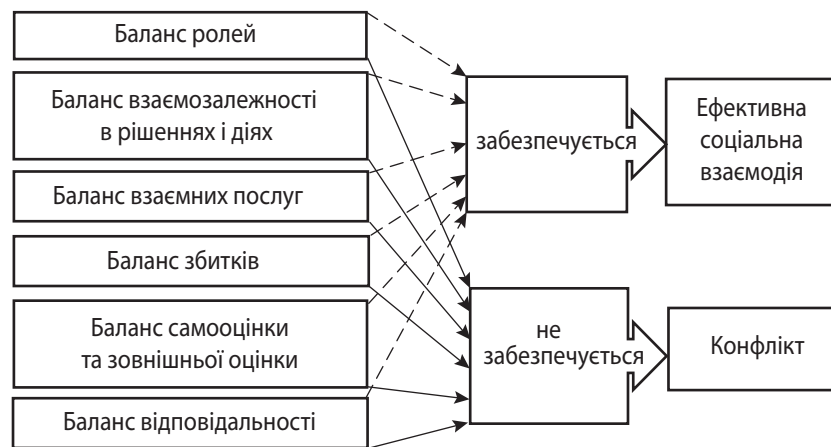 Баланс ролей
Баланс взаємозалежності
в рішеннях і діях
Баланс взаємних послуг
Баланс збитків
Баланс самооцінки
та зовнішньої оцінки
Баланс відповідальності
забезпечується
не
забезпечується
Ефективна
соціальна
взаємодія
Конфлікт